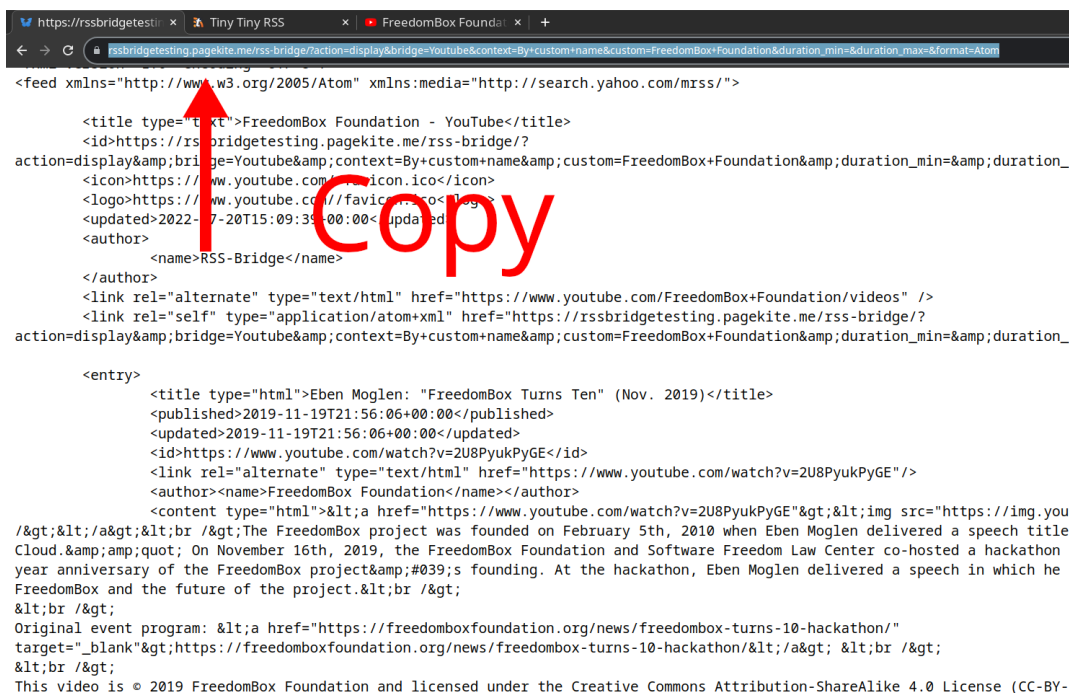 https://rssbridgetestin × Tiny Tiny RSS × FreedomBox Foundat × +
rssbridgetesting.pagekite.me/rss-bridge/?action=display&bridge=Youtube&context=By+custom+name&custom=FreedomBox+Foundation&duration_min=&duration_max=&format=Atom
<feed xmlns="http://www.w3.org/2005/Atom" xmlns:media="http://search.yahoo.com/mrss/">
<title type="text">FreedomBox Foundation - YouTube</title>
<id>https://rssbridgetesting.pagekite.me/rss-bridge/?
action=display&amp;bridge=Youtube&amp;context=By+custom+name&amp;custom=FreedomBox+Foundation&amp;duration_min=&amp;duration_
<icon>https://www.youtube.com//favicon.ico</icon>
<logo>https://www.youtube.com//favicon.ico</logo>
<updated>2022-07-20T15:09:39+00:00</updated>
<author>
<name>RSS-Bridge</name>
</author>
Copy
<link rel="alternate" type="text/html" href="https://www.youtube.com/FreedomBox+Foundation/videos" />
<link rel="self" type="application/atom+xml" href="https://rssbridgetesting.pagekite.me/rss-bridge/?
action=display&amp;bridge=Youtube&amp;context=By+custom+name&amp;custom=FreedomBox+Foundation&amp;duration_min=&amp;duration_
<entry>
<title type="html">Eben Moglen: "FreedomBox Turns Ten" (Nov. 2019)</title>
<published>2019-11-19T21:56:06+00:00</published>
<updated>2019-11-19T21:56:06+00:00</updated>
<id>https://www.youtube.com/watch?v=2U8PyukPyGE</id>
<link rel="alternate" type="text/html" href="https://www.youtube.com/watch?v=2U8PyukPyGE"/>
<author><name>FreedomBox Foundation</name></author>
<content type="html">&lt;a href="https://www.youtube.com/watch?v=2U8PyukPyGE"&gt;&lt;img src="https://img.you
/&gt;&lt;/a&gt;&lt;br /&gt;The FreedomBox project was founded on February 5th, 2010 when Eben Moglen delivered a speech title
Cloud.&amp;amp;quot; On November 16th, 2019, the FreedomBox Foundation and Software Freedom Law Center co-hosted a hackathon
year anniversary of the FreedomBox project&amp;#039;s founding. At the hackathon, Eben Moglen delivered a speech in which he
FreedomBox and the future of the project.&lt;br /&gt;
&lt;br /&gt;
Original event program: &lt;a href="https://freedomboxfoundation.org/news/freedombox-turns-10-hackathon/"
target="_blank"&gt;https://freedomboxfoundation.org/news/freedombox-turns-10-hackathon/&lt;/a&gt; &lt;br /&gt;
&lt;br /&gt;
This video is © 2019 FreedomBox Foundation and licensed under the Creative Commons Attribution-ShareAlike 4.0 License (CC-BY-